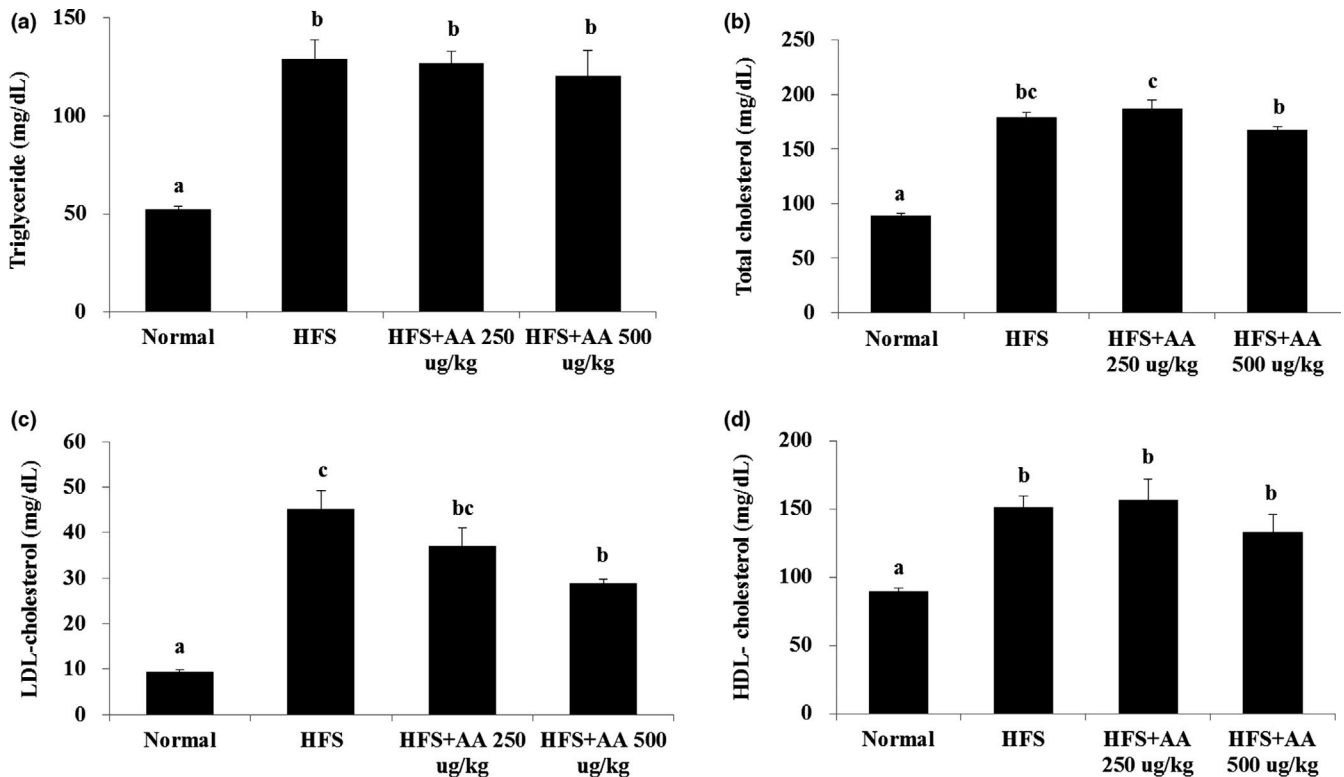 (a)
Triglyceride (mg/dL)
150
100
50
0
a
b
b
b
Normal
HFS
HFS+AA 250
ug/kg
HFS+AA 500
ug/kg
(b)
Total cholesterol (mg/dL)
250
200
150
100
50
0
a
bc
c
b
Normal
HFS
HFS+AA
250 ug/kg
HFS+AA
500 ug/kg
(c)
LDL-cholesterol (mg/dL)
60
50
40
30
20
10
0
a
c
bc
b
Normal
HFS
HFS+AA 250
ug/kg
HFS+AA 500
ug/kg
(d)
HDL- cholesterol (mg/dL)
200
150
100
50
0
a
b
b
b
Normal
HFS
HFS+AA
250 ug/kg
HFS+AA
500 ug/kg